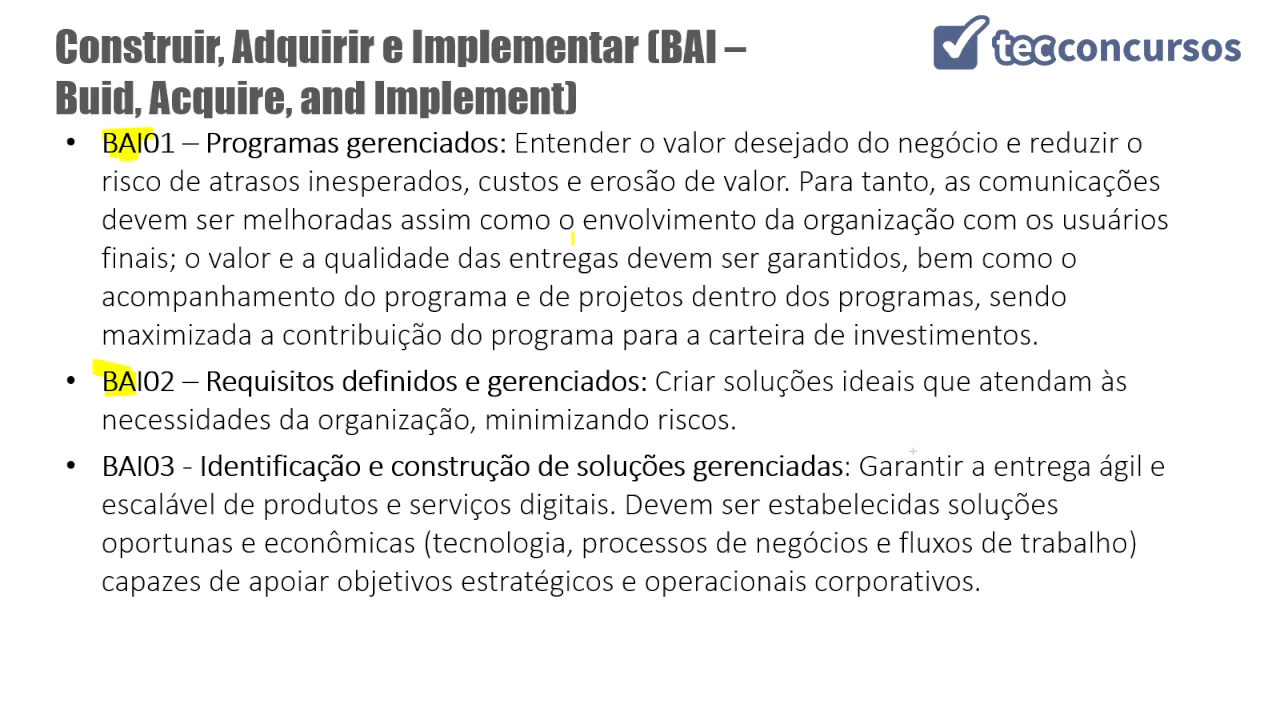 Construir, Adquirir e Implementar (BAI –
Buid, Acquire, and Implement)
tecconcursos
• BAI01 – Programas gerenciados: Entender o valor desejado do negócio e reduzir o
risco de atrasos inesperados, custos e erosão de valor. Para tanto, as comunicações
devem ser melhoradas assim como o envolvimento da organização com os usuários
finais; o valor e a qualidade das entregas devem ser garantidos, bem como o
acompanhamento do programa e de projetos dentro dos programas, sendo
maximizada a contribuição do programa para a carteira de investimentos.
• BAI02 – Requisitos definidos e gerenciados: Criar soluções ideais que atendam às
necessidades da organização, minimizando riscos.
• BAI03 - Identificação e construção de soluções gerenciadas: Garantir a entrega ágil e
escalável de produtos e serviços digitais. Devem ser estabelecidas soluções
oportunas e econômicas (tecnologia, processos de negócios e fluxos de trabalho)
capazes de apoiar objetivos estratégicos e operacionais corporativos.